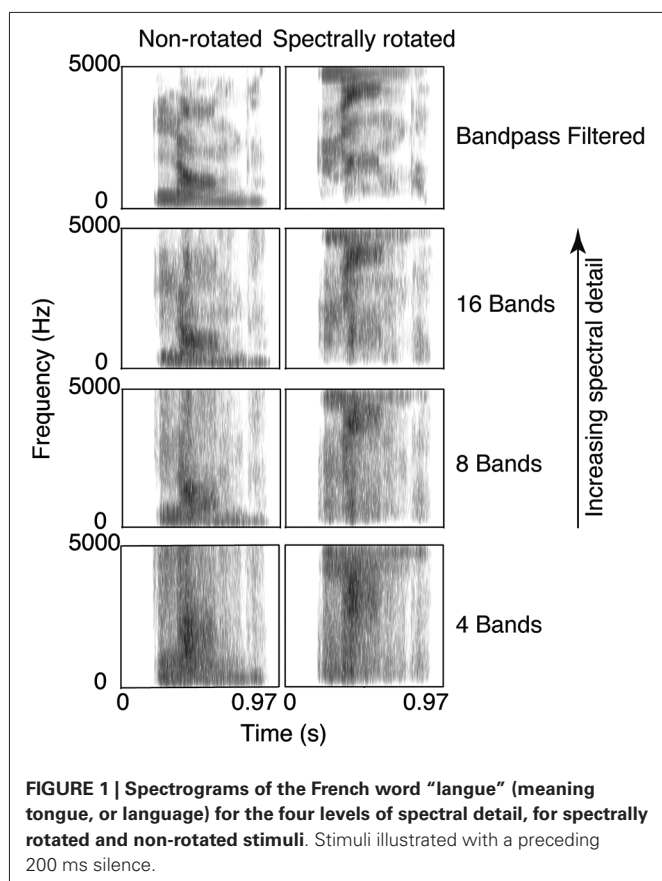 Non-rotated Spectrally rotated
5000
Bandpass Filtered
0
5000
16 Bands
0
5000
8 Bands
0
5000
4 Bands
0
0 0.97 0 0.97
Time (s)
Frequency (Hz)
Increasing spectral detail
FIGURE 1 | Spectrograms of the French word “langue” (meaning
tongue, or language) for the four levels of spectral detail, for spectrally
rotated and non-rotated stimuli. Stimuli illustrated with a preceding
200 ms silence.